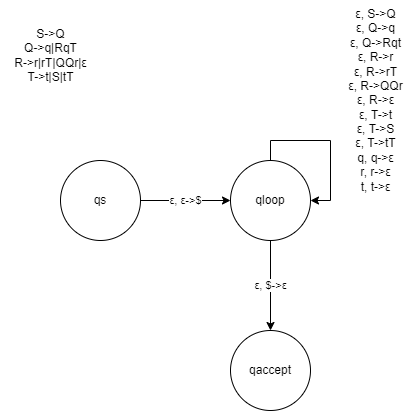 S->Q
Q->q|RqT
R->r|rT|QQr|ε
T->t|S|tT
ε, S->Q
ε, Q->q
ε, Q->Rqt
ε, R->r
ε, R->rT
ε, R->QQr
ε, R->ε
ε, T->t
ε, T->S
ε, T->tT
q, q->ε
r, r->ε
t, t->ε
qs
ε, ε->$
qloop
ε, $->ε
qaccept